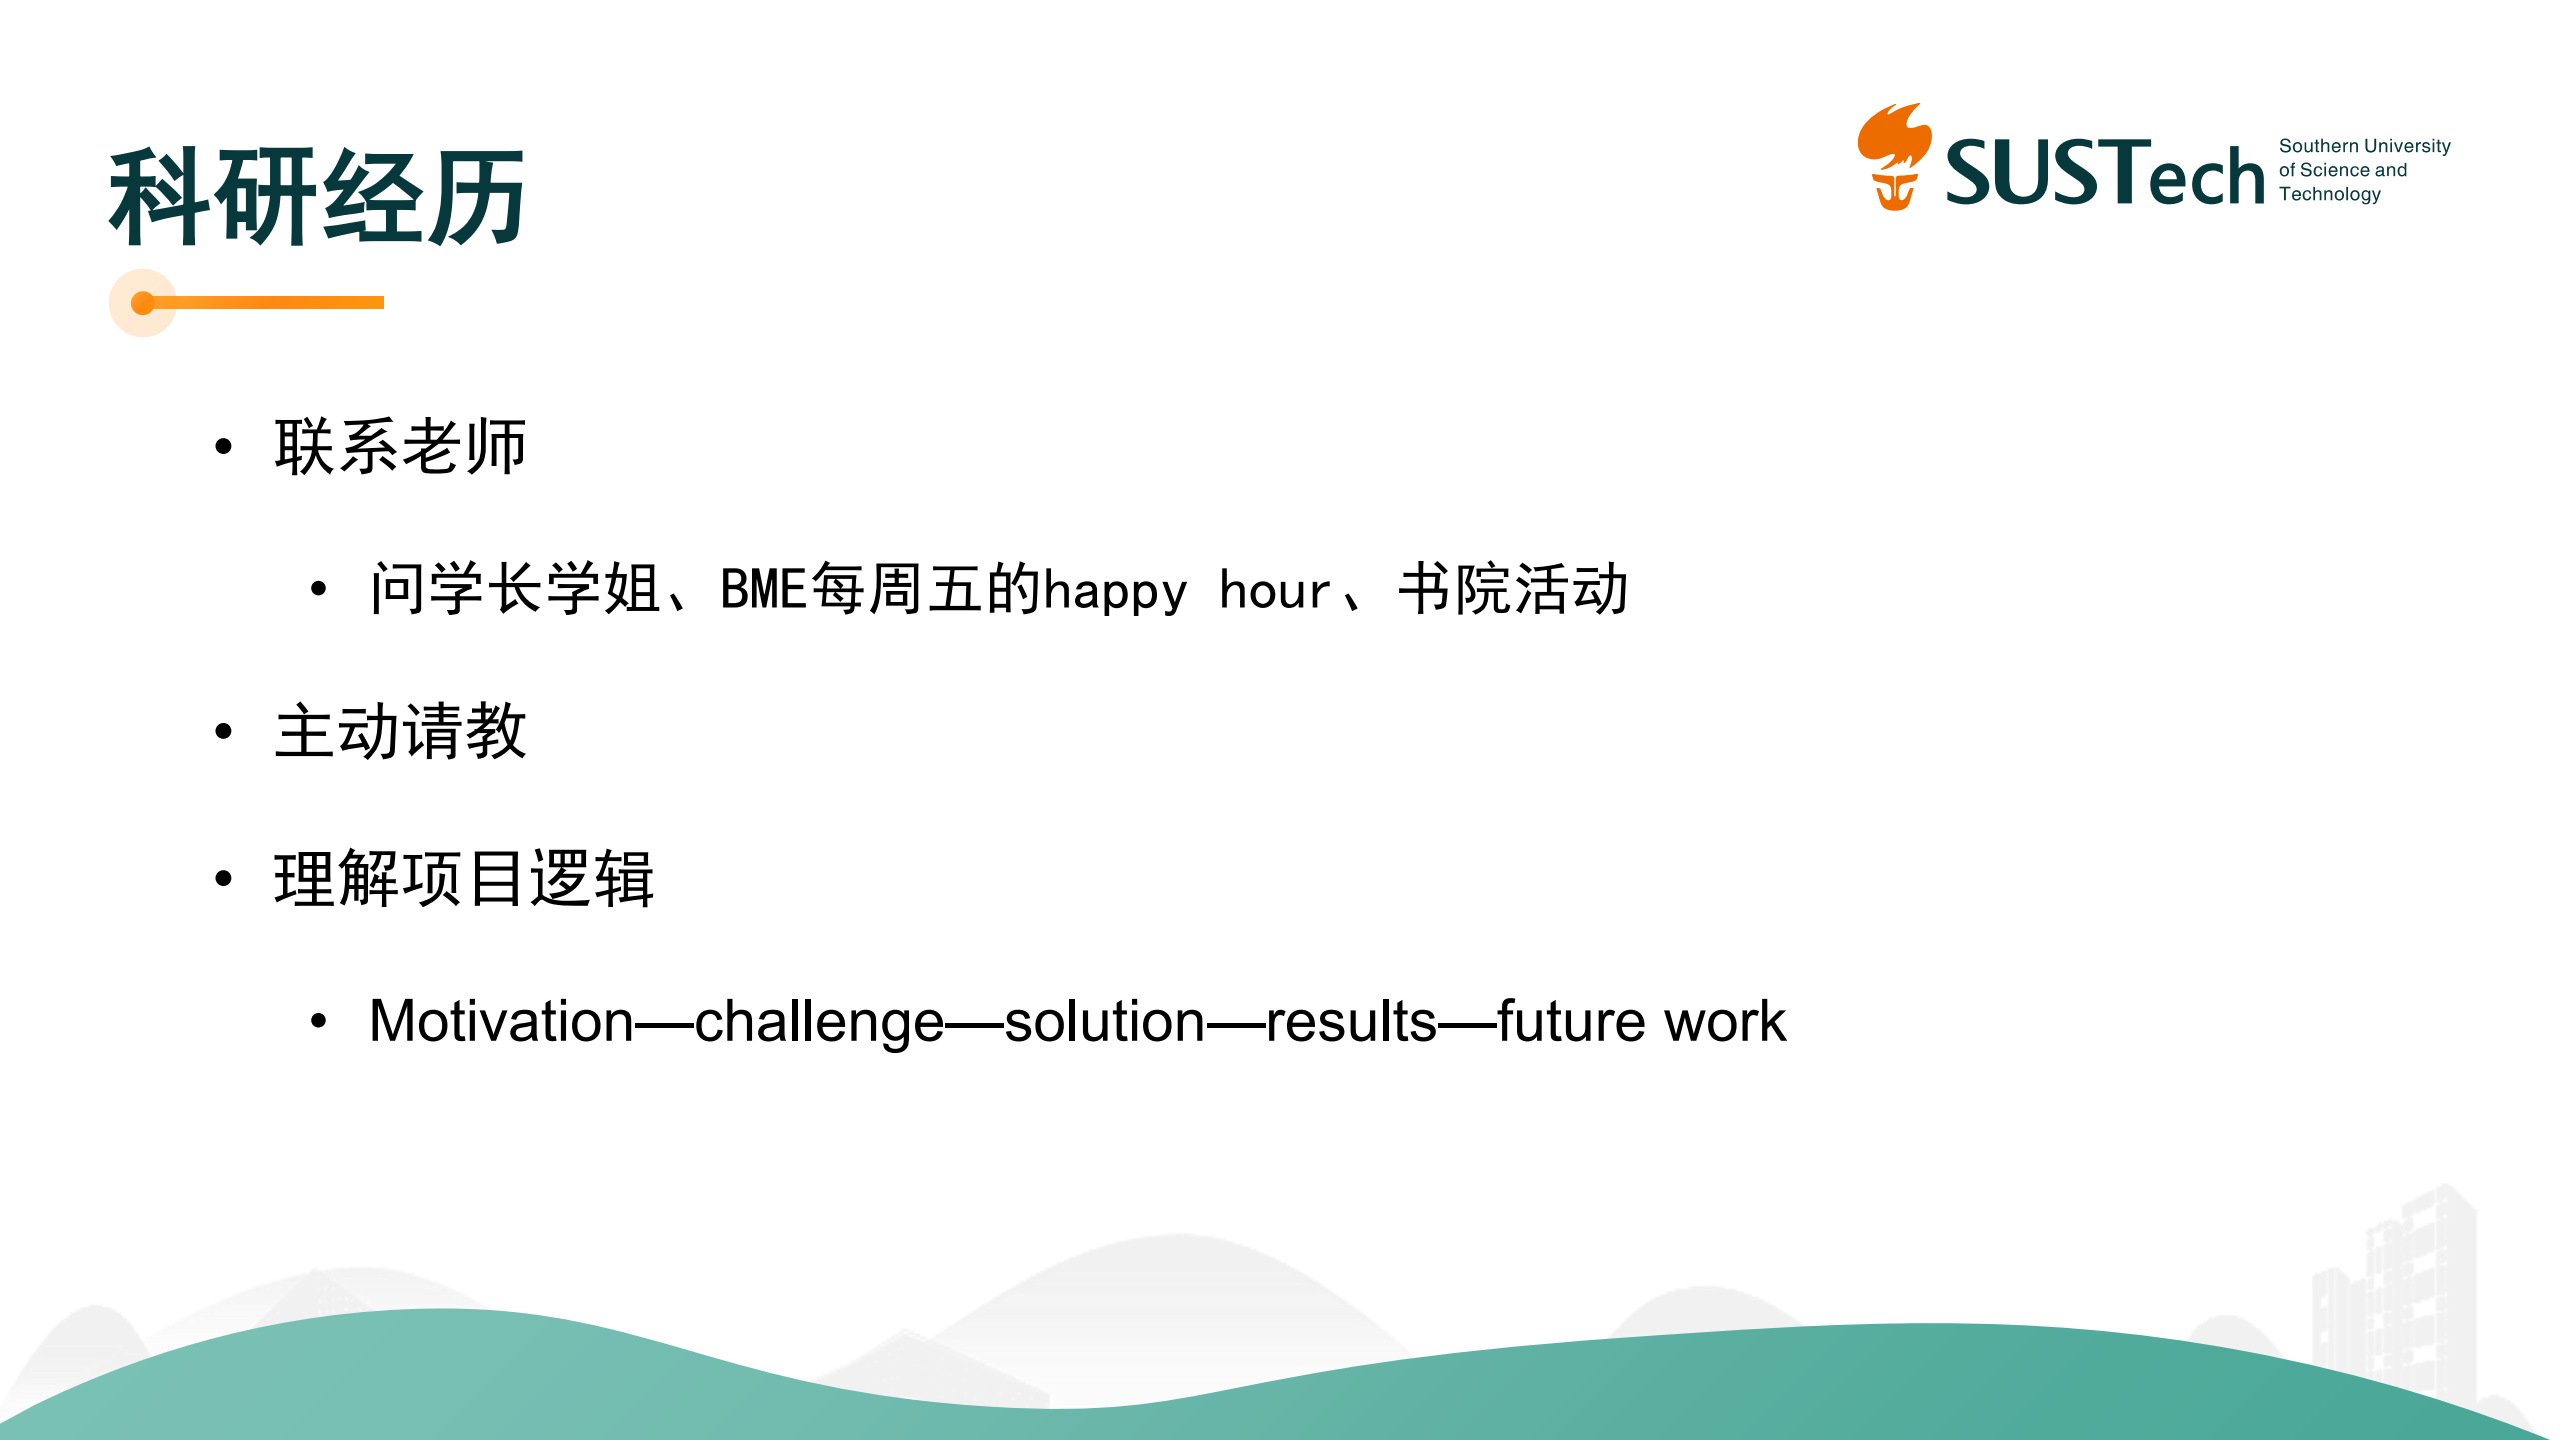 科研经历
SUSTech
Southern University
of Science and
Technology
• 联系老师
• 问学长学姐、BME每周五的happy hour、书院活动
• 主动请教
• 理解项目逻辑
• Motivation—challenge—solution—results—future work